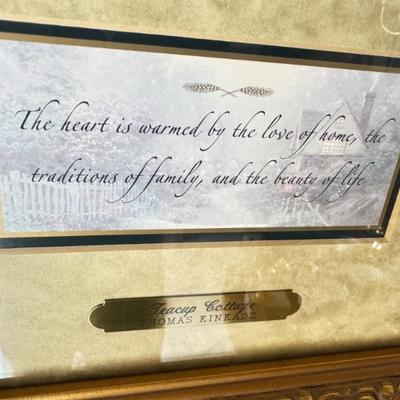 The heart is warmed by the love of home, the
traditions of family, and the beauty of life
Teacup Cottage
THOMAS KINKADE